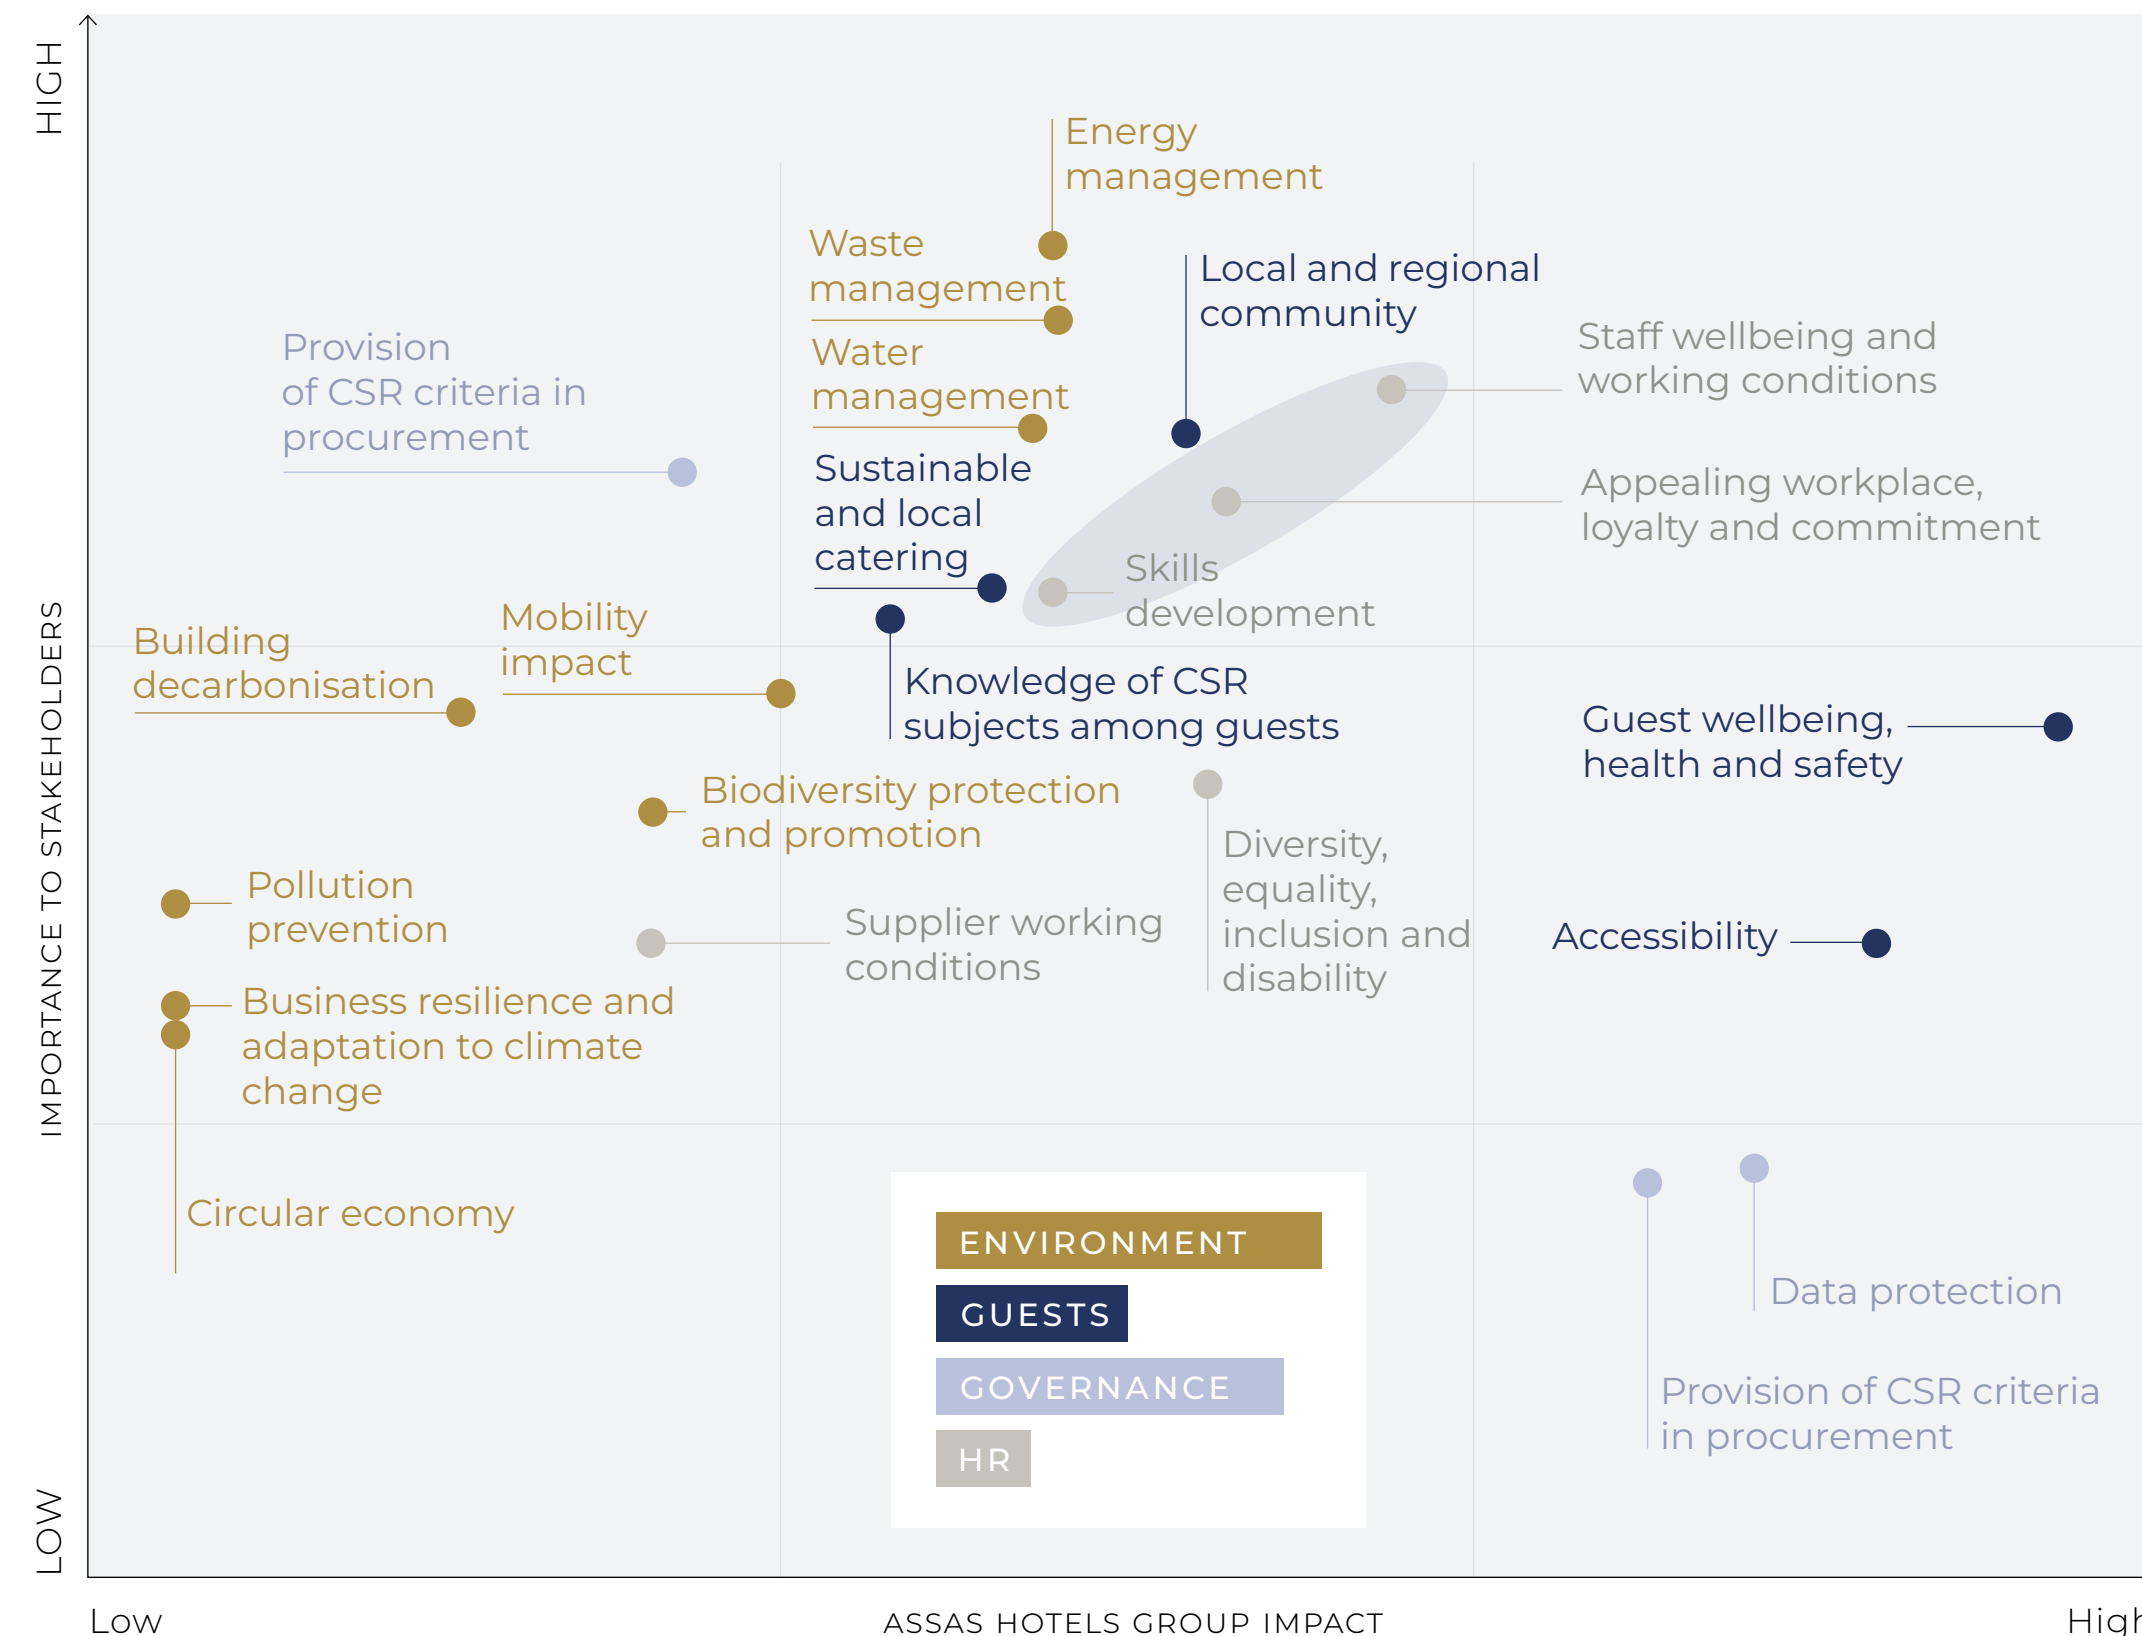 HIGH
Energy
management
Waste
management
Local and regional
community
Provision
of CSR criteria in
procurement
Water
management
Staff wellbeing and
working conditions
Sustainable
and local
catering
Appealing workplace,
loyalty and commitment
Skills
development
Building
decarbonisation
Mobility
impact
Knowledge of CSR
subjects among guests
Guest wellbeing,
health and safety
IMPORTANCE TO STAKEHOLDERS
Biodiversity protection
and promotion
Diversity,
equality,
inclusion and
disability
Pollution
prevention
Supplier working
conditions
Accessibility
Business resilience and
adaptation to climate
change
Circular economy
ENVIRONMENT
GUESTS
GOVERNANCE
HR
Data protection
Provision of CSR criteria
in procurement
LOW
Low
ASSAS HOTELS GROUP IMPACT
High